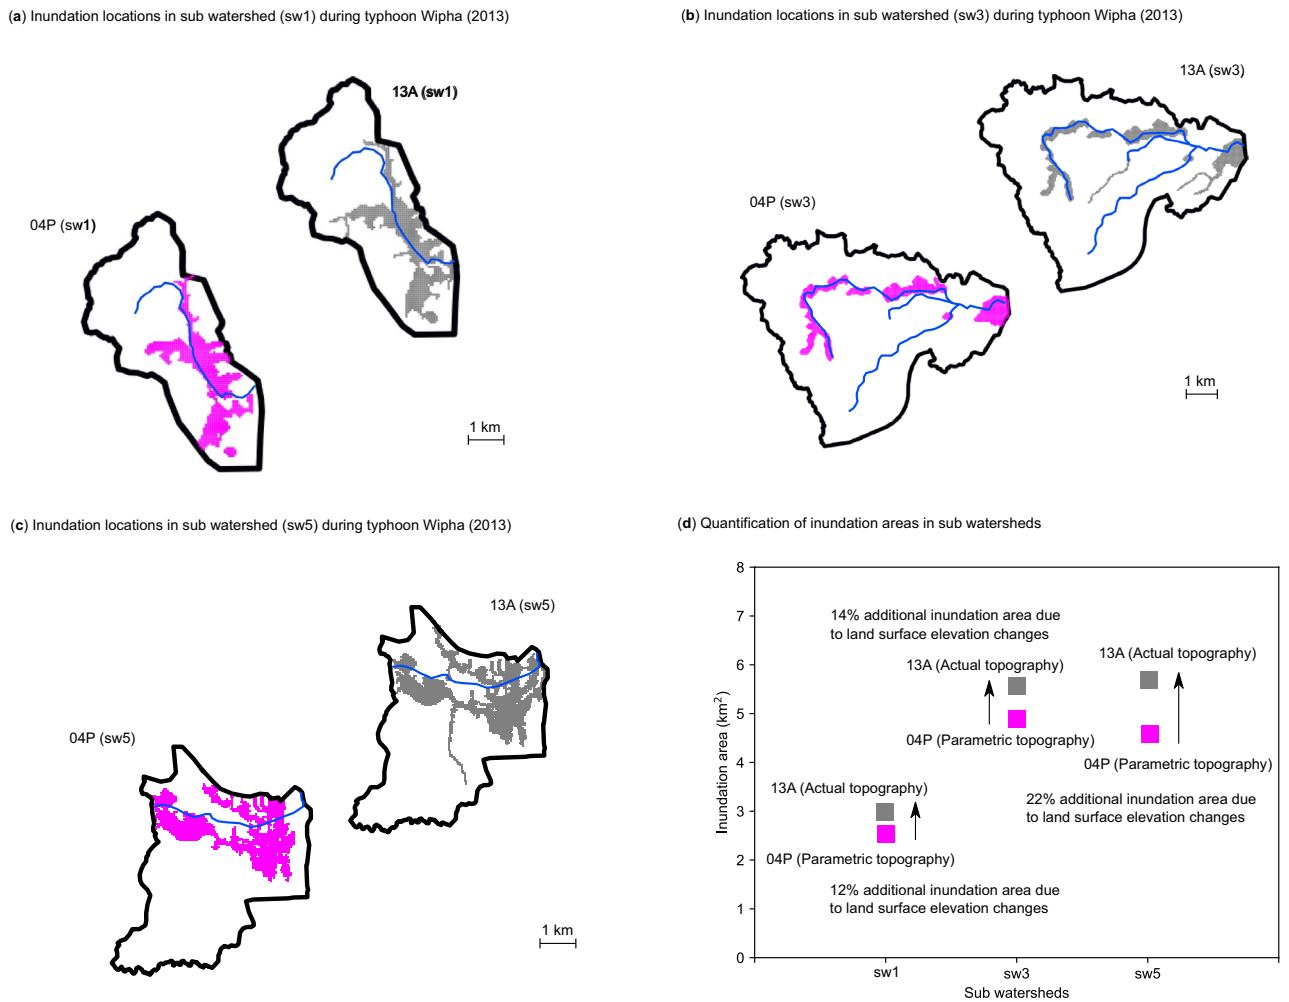 (a) Inundation locations in sub watershed (sw1) during typhoon Wipha (2013)
13A (sw1)
04P (sw1)
1 km
(b) Inundation locations in sub watershed (sw3) during typhoon Wipha (2013)
13A (sw3)
04P (sw3)
1 km
(c) Inundation locations in sub watershed (sw5) during typhoon Wipha (2013)
13A (sw5)
04P (sw5)
1 km
(d) Quantification of inundation areas in sub watersheds
8
7
6
5
4
3
2
1
0
Inundation area (km²)
14% additional inundation area due
to land surface elevation changes
13A (Actual topography)
04P (Parametric topography)
13A (Actual topography)
04P (Parametric topography)
22% additional inundation area due
to land surface elevation changes
13A (Actual topography)
04P (Parametric topography)
12% additional inundation area due
to land surface elevation changes
sw1
sw3
sw5
Sub watersheds